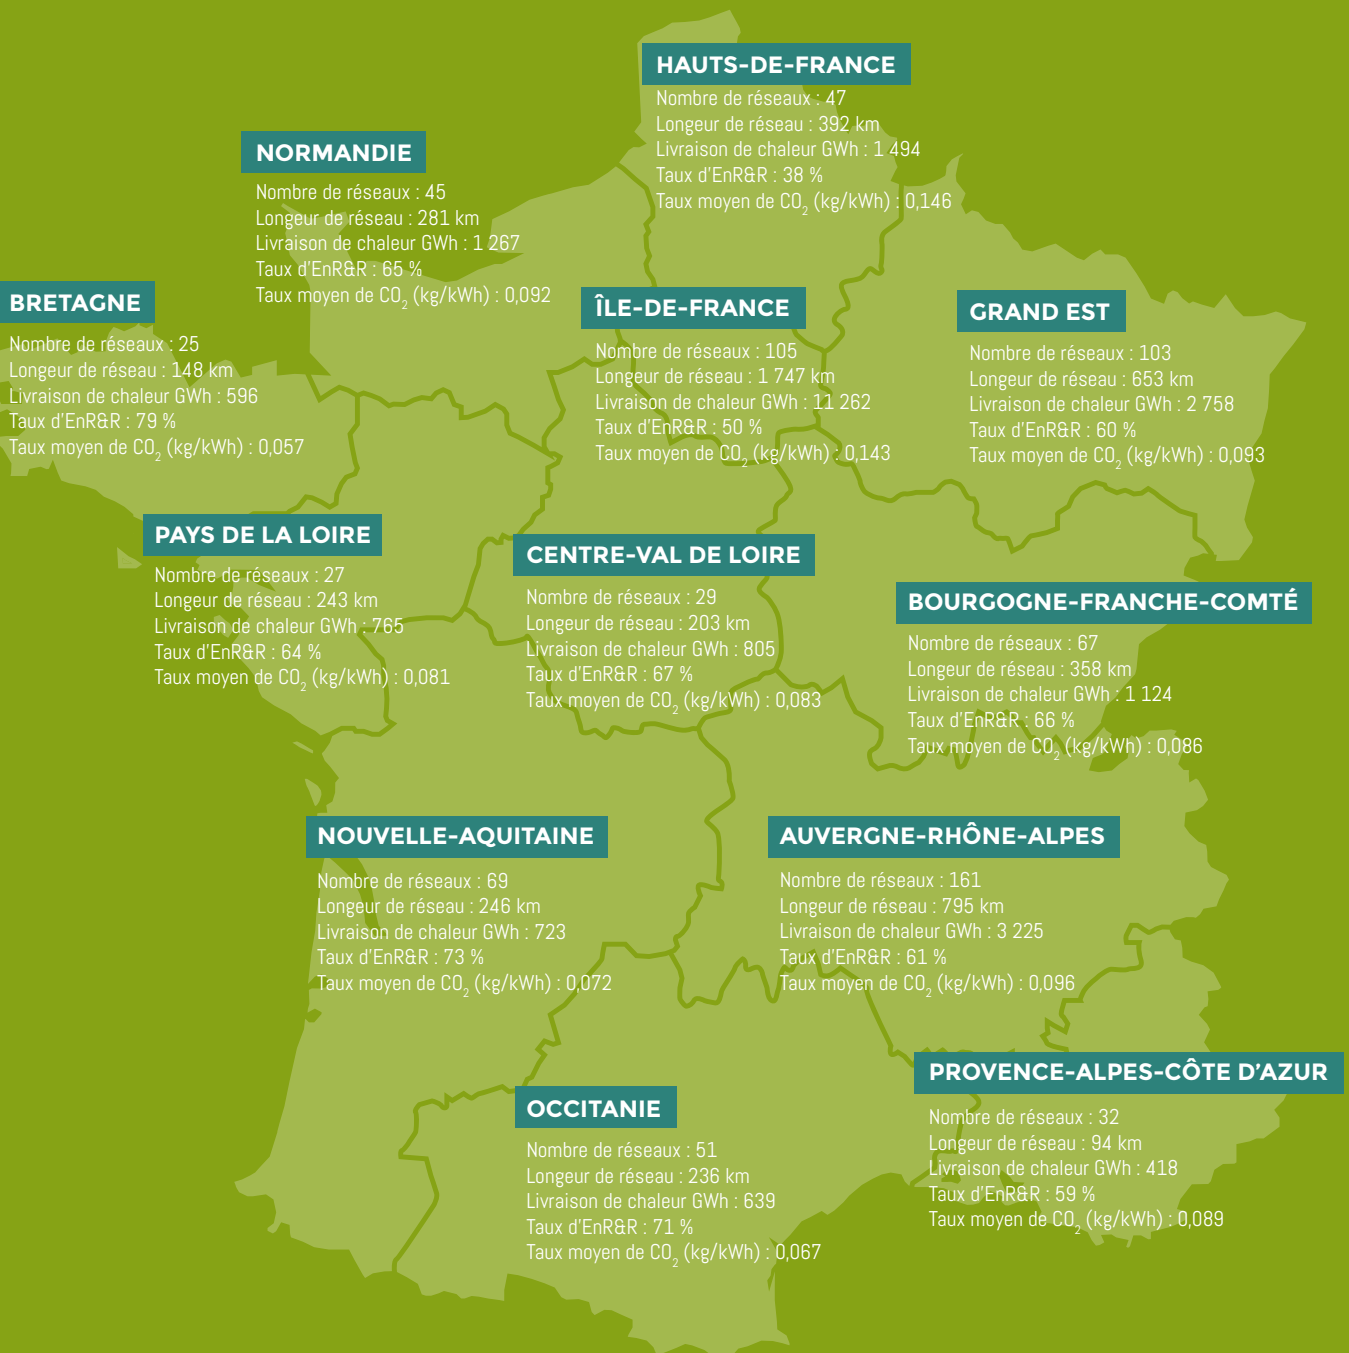 HAUTS-DE-FRANCE
Nombre de réseaux : 47
Longeur de réseau : 392 km
Livraison de chaleur GWh : 1 494
Taux d'EnR&R : 38 %
Taux moyen de CO₂ (kg/kWh) : 0,146
NORMANDIE
Nombre de réseaux : 45
Longeur de réseau : 281 km
Livraison de chaleur GWh : 1 267
Taux d'EnR&R : 65 %
Taux moyen de CO₂ (kg/kWh) : 0,092
BRETAGNE
Nombre de réseaux : 25
Longeur de réseau : 148 km
Livraison de chaleur GWh : 596
Taux d'EnR&R : 79 %
Taux moyen de CO₂ (kg/kWh) : 0,057
ÎLE-DE-FRANCE
Nombre de réseaux : 105
Longeur de réseau : 1 747 km
Livraison de chaleur GWh : 11 262
Taux d'EnR&R : 50 %
Taux moyen de CO₂ (kg/kWh) : 0,143
GRAND EST
Nombre de réseaux : 103
Longeur de réseau : 653 km
Livraison de chaleur GWh : 2 758
Taux d'EnR&R : 60 %
Taux moyen de CO₂ (kg/kWh) : 0,093
PAYS DE LA LOIRE
Nombre de réseaux : 27
Longeur de réseau : 243 km
Livraison de chaleur GWh : 765
Taux d'EnR&R : 64 %
Taux moyen de CO₂ (kg/kWh) : 0,081
CENTRE-VAL DE LOIRE
Nombre de réseaux : 29
Longeur de réseau : 203 km
Livraison de chaleur GWh : 805
Taux d'EnR&R : 67 %
Taux moyen de CO₂ (kg/kWh) : 0,083
BOURGOGNE-FRANCHE-COMTÉ
Nombre de réseaux : 67
Longeur de réseau : 358 km
Livraison de chaleur GWh : 1 124
Taux d'EnR&R : 66 %
Taux moyen de CO₂ (kg/kWh) : 0,086
NOUVELLE-AQUITAINE
Nombre de réseaux : 69
Longeur de réseau : 246 km
Livraison de chaleur GWh : 723
Taux d'EnR&R : 73 %
Taux moyen de CO₂ (kg/kWh) : 0,072
AUVERGNE-RHÔNE-ALPES
Nombre de réseaux : 161
Longeur de réseau : 795 km
Livraison de chaleur GWh : 3 225
Taux d'EnR&R : 61 %
Taux moyen de CO₂ (kg/kWh) : 0,096
PROVENCE-ALPES-CÔTE D'AZUR
Nombre de réseaux : 32
Longeur de réseau : 94 km
Livraison de chaleur GWh : 418
Taux d'EnR&R : 59 %
Taux moyen de CO₂ (kg/kWh) : 0,089
OCCITANIE
Nombre de réseaux : 51
Longeur de réseau : 236 km
Livraison de chaleur GWh : 639
Taux d'EnR&R : 71 %
Taux moyen de CO₂ (kg/kWh) : 0,067